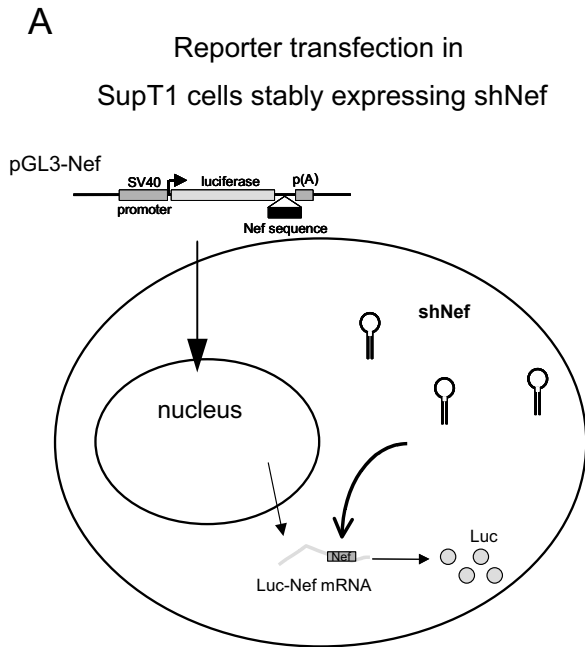 A
Reporter transfection in
SupT1 cells stably expressing shNef
pGL3-Nef
SV40
luciferase
p(A)
promoter
Nef sequence
shNef
nucleus
Luc
Nef
Luc-Nef mRNA